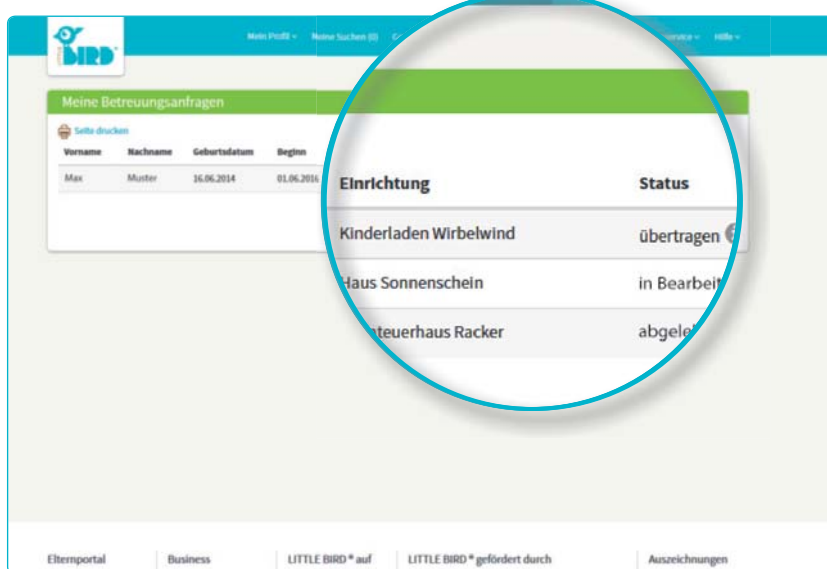 BIRD
Mein Profil Meine Suchen (0) Hilfe
Meine Betreuungsanfragen
Seite drucken
Vorname Nachname Geburtsdatum Beginn
Max Muster 16.06.2014 01.06.2016
Einrichtung Status
Kinderladen Wirbelwind übertragen
Haus Sonnenschein in Bearbeit
teuerhaus Racker abgele
Elternportal Business LITTLE BIRD® auf LITTLE BIRD® gefördert durch Auszeichnungen